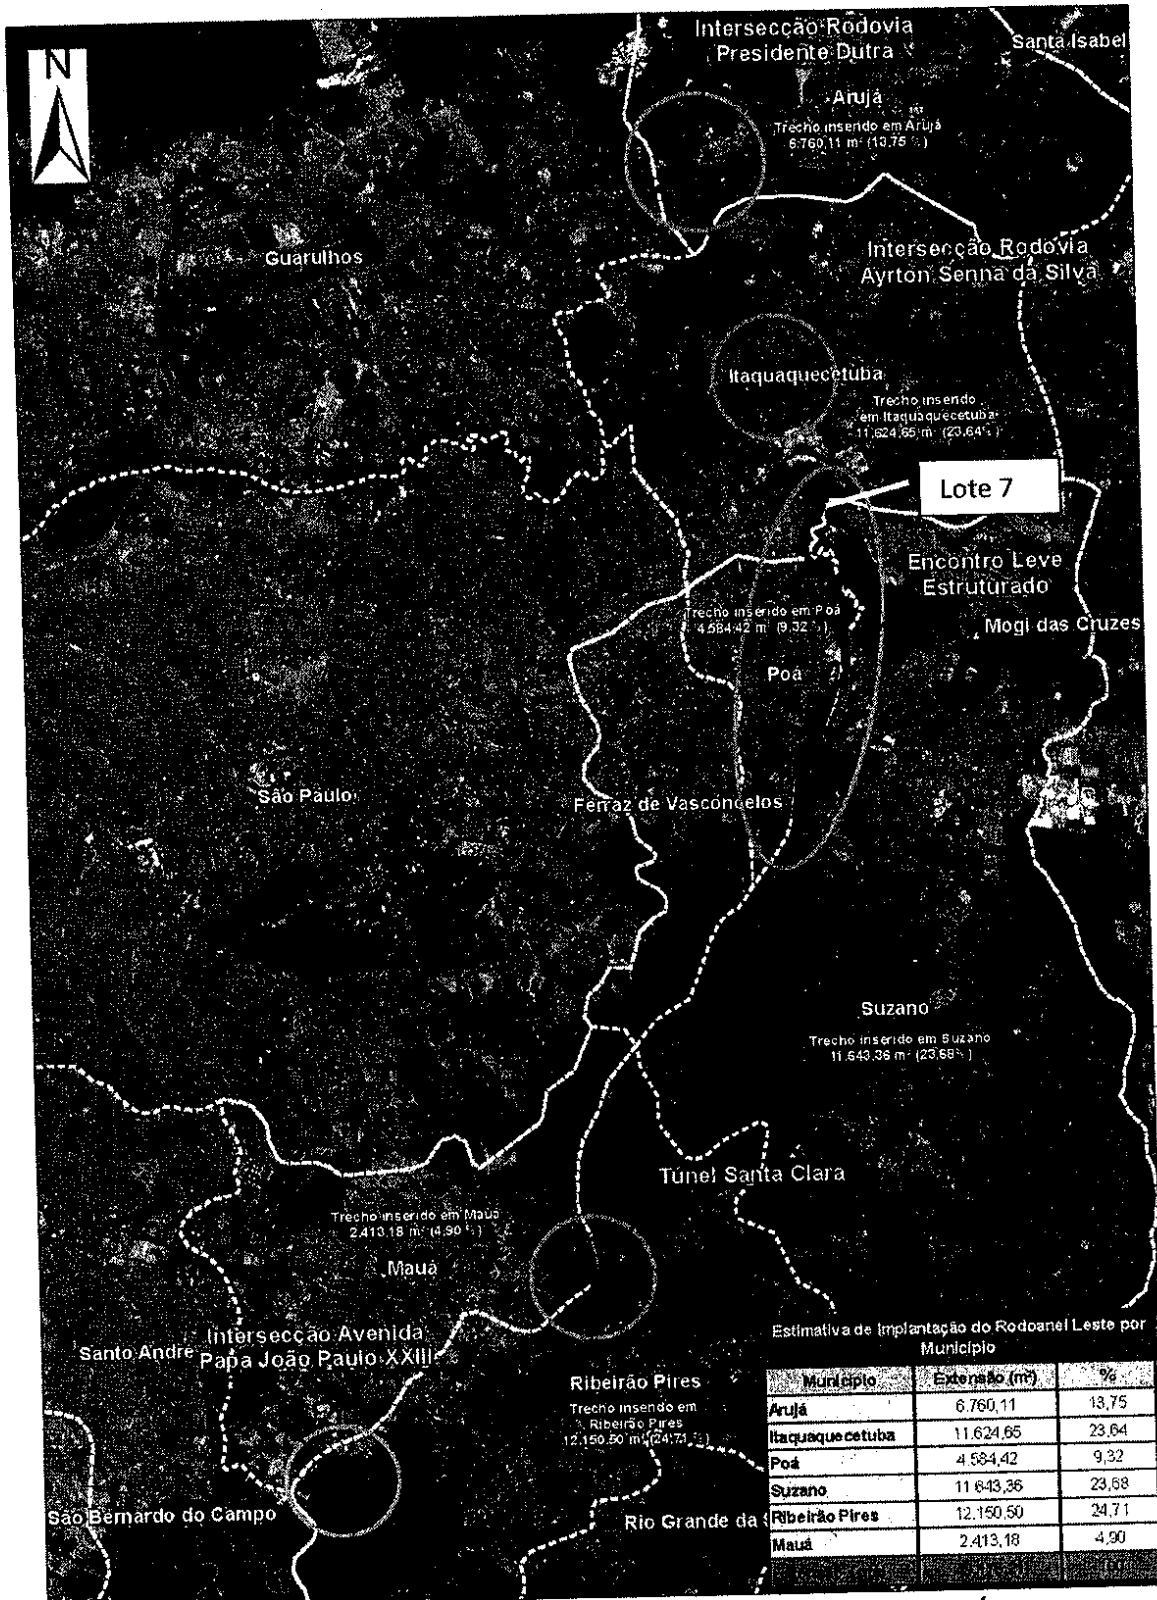 N
Intersecção Rodovia
Presidente Dutra
Santa Isabel
Arujá
Trecho inserido em Arujá
6.760,11 m² (13,75 %)
Guarulhos
Intersecção Rodovia
Ayrton Senna da Silva
Itaquaquecetuba
Trecho inserido
em Itaquaquecetuba
11.624,65 m² (23,64%)
Lote 7
Encontro Leve
Estruturado
Trecho inserido em Poá
4.584,42 m² (9,32 %)
Mogi das Cruzes
Poá
São Paulo
Ferraz de Vasconcelos
Suzano
Trecho inserido em Suzano
11.643,36 m² (23,68%)
Túnel Santa Clara
Trecho inserido em Mauá
2.413,18 m² (4,90 %)
Mauá
Intersecção Avenida
Papa João Paulo XXIII
Santo André
Ribeirão Pires
Trecho inserido em
Ribeirão Pires
12.150,50 m² (24,71 %)
São Bernardo do Campo
Rio Grande da S
Estimativa de Implantação do Rodoanel Leste por
Município
Município Extensão (m²) %
Arujá 6.760,11 13,75
Itaquaquecetuba 11.624,65 23,64
Poá 4.584,42 9,32
Suzano 11.643,36 23,68
Ribeirão Pires 12.150,50 24,71
Mauá 2.413,18 4,90